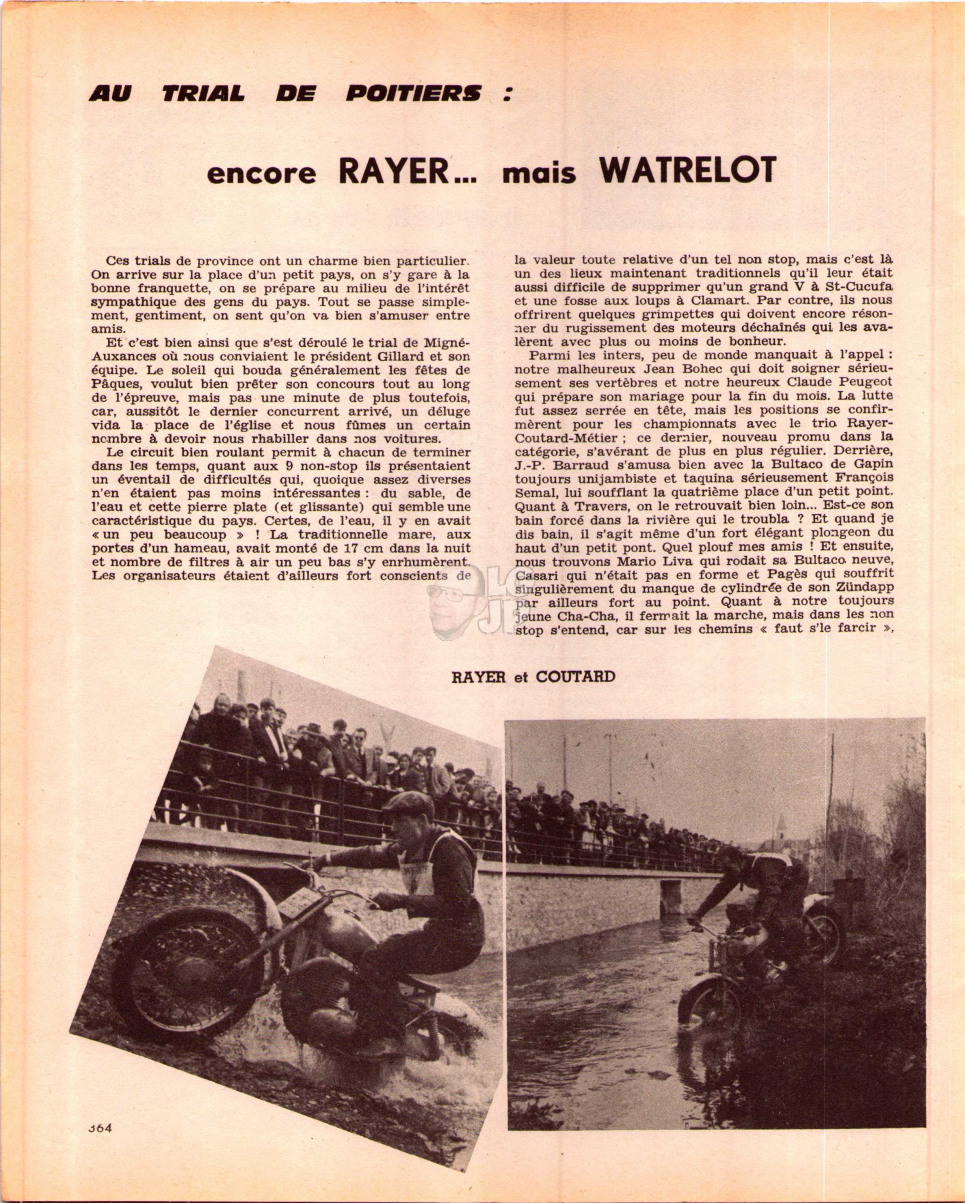 AU TRIAL DE POITIERS :
encore RAYER... mais WATRELOT
Ces trials de province ont un charme bien particulier.
On arrive sur la place d'un petit pays, on s'y gare à la
bonne franquette, on se prépare au milieu de l'intérêt
sympathique des gens du pays. Tout se passe simple-
ment, gentiment, on sent qu'on va bien s'amuser entre
amis.
Et c'est bien ainsi que s'est déroulé le trial de Migné-
Auxances où nous conviaient le président Gillard et son
équipe. Le soleil qui bouda généralement les fêtes de
Pâques, voulut bien prêter son concours tout au long
de l'épreuve, mais pas une minute de plus toutefois,
car, aussitôt le dernier concurrent arrivé, un déluge
vida la place de l'église et nous fûmes un certain
nombre à devoir nous rhabiller dans nos voitures.
Le circuit bien roulant permit à chacun de terminer
dans les temps, quant aux 9 non-stop ils présentaient
un éventail de difficultés qui, quoique assez diverses
n'en étaient pas moins intéressantes : du sable, de
l'eau et cette pierre plate (et glissante) qui semble une
caractéristique du pays. Certes, de l'eau, il y en avait
« un peu beaucoup » ! La traditionnelle mare, aux
portes d'un hameau, avait monté de 17 cm dans la nuit
et nombre de filtres à air un peu bas s'y enrhumèrent.
Les organisateurs étaient d'ailleurs fort conscients de
la valeur toute relative d'un tel non stop, mais c'est là
un des lieux maintenant traditionnels qu'il leur était
aussi difficile de supprimer qu'un grand V à St-Cucufa
et une fosse aux loups à Clamart. Par contre, ils nous
offrirent quelques grimpettes qui doivent encore réson-
ner du rugissement des moteurs déchaînés qui les ava-
lèrent avec plus ou moins de bonheur.
Parmi les inters, peu de monde manquait à l'appel :
notre malheureux Jean Bohec qui doit soigner sérieu-
sement ses vertèbres et notre heureux Claude Peugeot
qui prépare son mariage pour la fin du mois. La lutte
fut assez serrée en tête, mais les positions se confir-
mèrent pour les championnats avec le trio Rayer-
Coutard-Métier ; ce dernier, nouveau promu dans la
catégorie, s'avérant de plus en plus régulier. Derrière,
J.-P. Barraud s'amusa bien avec la Bultaco de Gapin
toujours unijambiste et taquina sérieusement François
Semal, lui soufflant la quatrième place d'un petit point.
Quant à Travers, on le retrouvait bien loin... Est-ce son
bain forcé dans la rivière qui le troubla ? Et quand je
dis bain, il s'agit même d'un fort élégant plongeon du
haut d'un petit pont. Quel plouf mes amis ! Et ensuite,
nous trouvons Mario Liva qui rodait sa Bultaco neuve,
Casari qui n'était pas en forme et Pagès qui souffrit
singulièrement du manque de cylindrée de son Zündapp
par ailleurs fort au point. Quant à notre toujours
jeune Cha-Cha, il fermait la marche, mais dans les non
stop s'entend, car sur les chemins « faut s'le farcir »,
RAYER et COUTARD
364